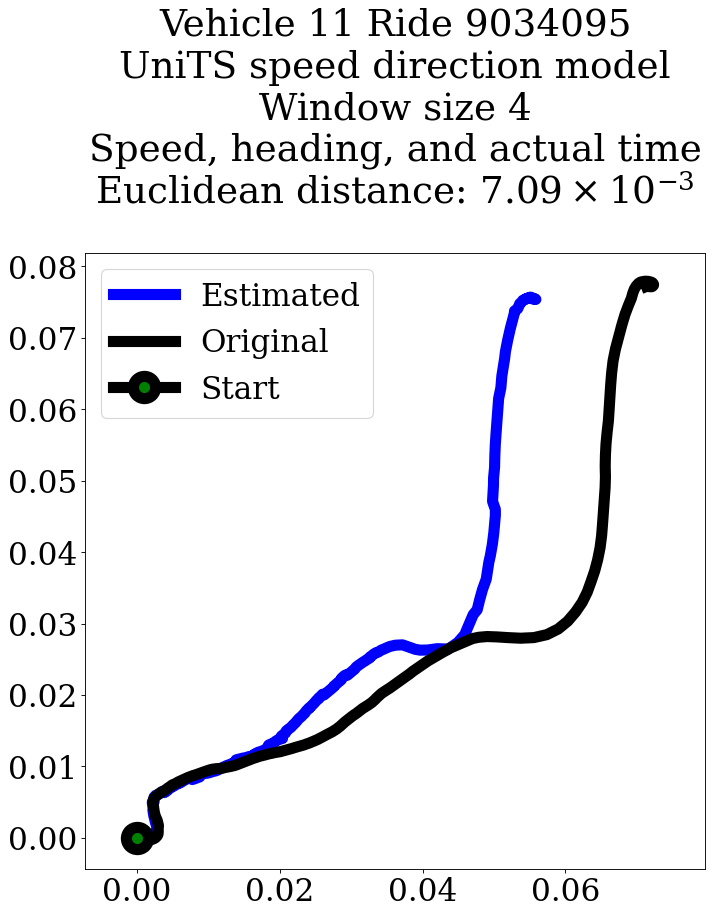 Vehicle 11 Ride 9034095
UniTS speed direction model
Window size 4
Speed, heading, and actual time
Euclidean distance: 7.09 × 10⁻³
Estimated
Original
Start
0.08
0.07
0.06
0.05
0.04
0.03
0.02
0.01
0.00
0.00 0.02 0.04 0.06